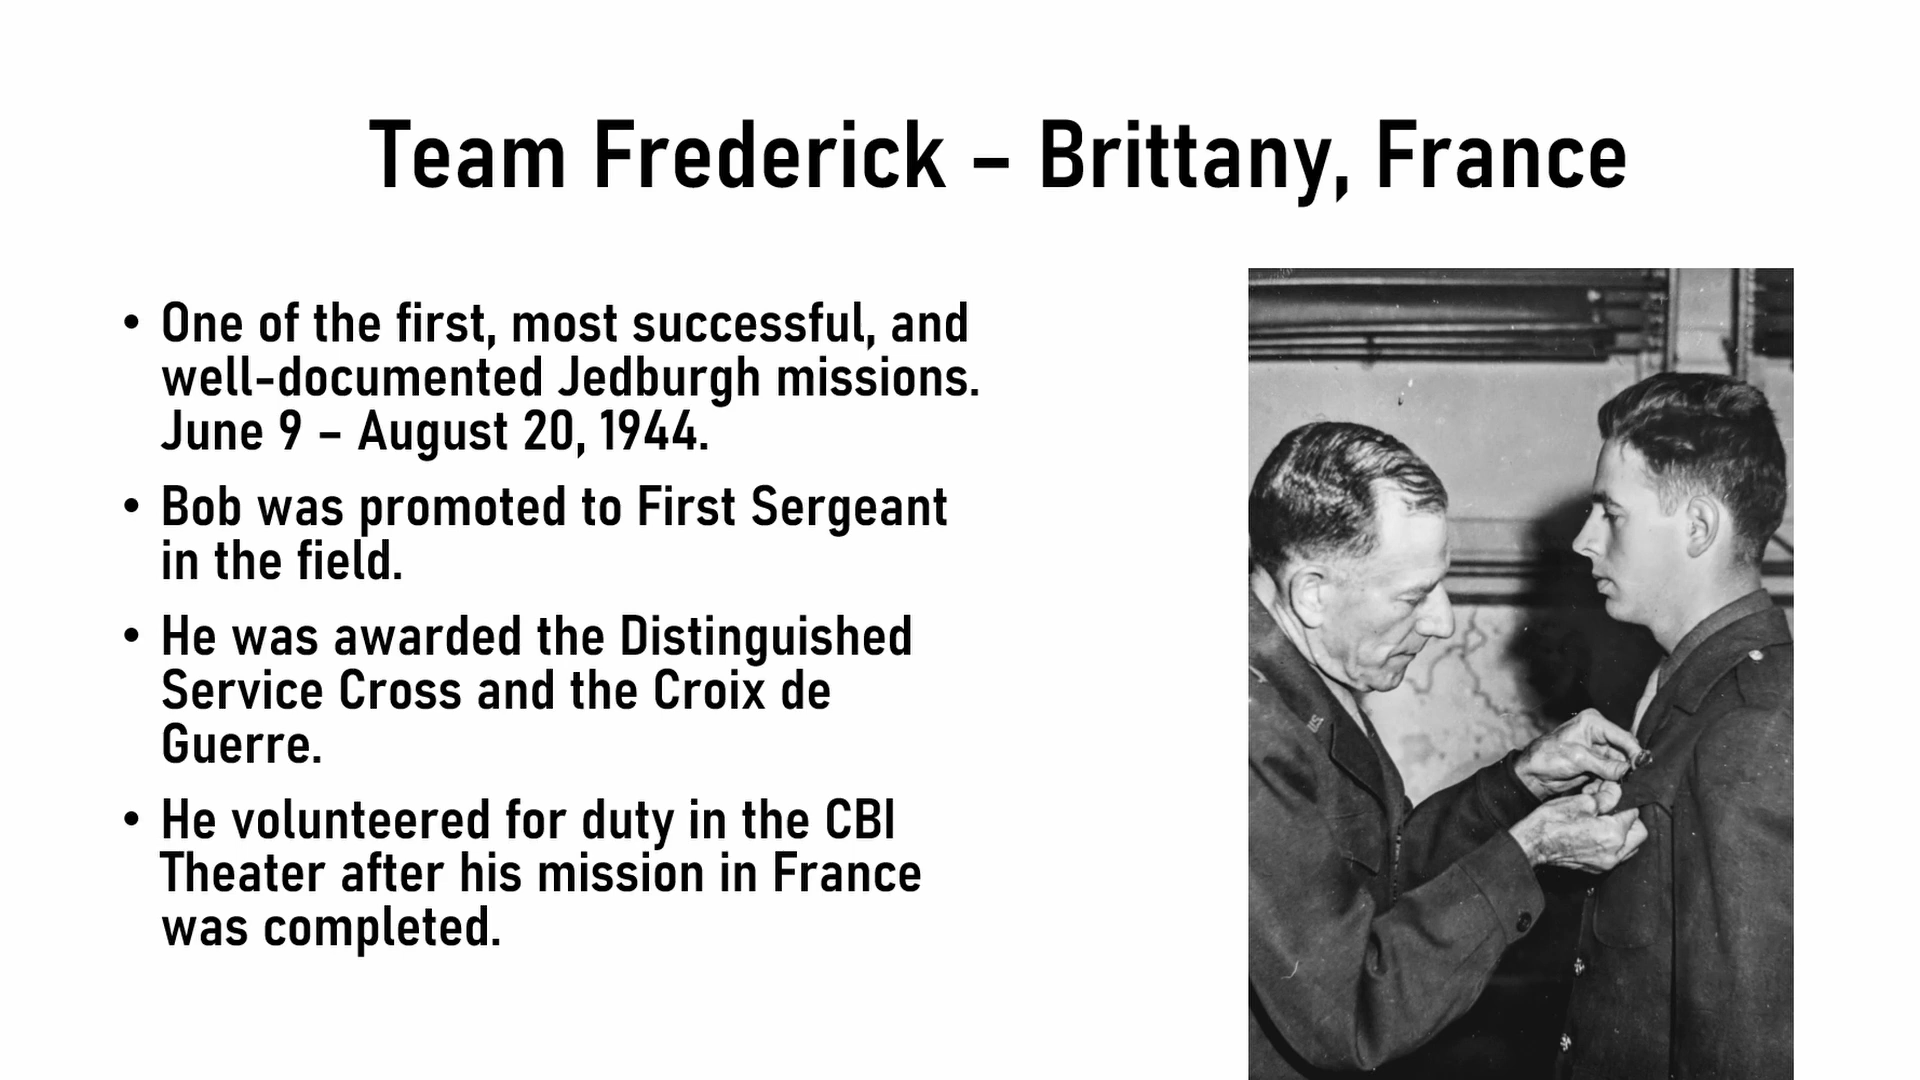 Team Frederick – Brittany, France
• One of the first, most successful, and
well-documented Jedburgh missions.
June 9 – August 20, 1944.
• Bob was promoted to First Sergeant
in the field.
• He was awarded the Distinguished
Service Cross and the Croix de
Guerre.
• He volunteered for duty in the CBI
Theater after his mission in France
was completed.